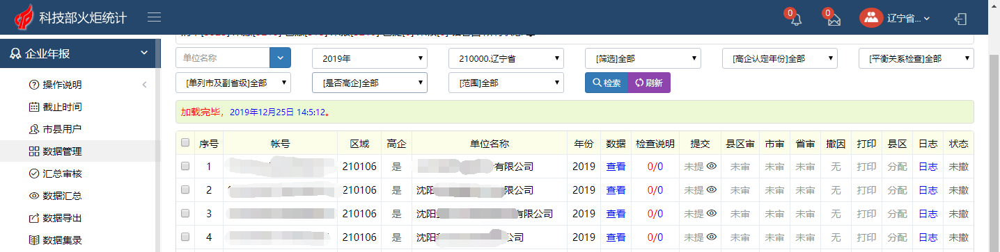 科技部火炬统计
0
0
辽宁省...
企业年报
操作说明
截止时间
市县用户
数据管理
汇总审核
数据汇总
数据导出
数据集录
单位名称
2019年
210000.辽宁省
[筛选]全部
[高企认定年份]全部
[平衡关系检查]全部
[单列市及副省级]全部
[是否高企]全部
[范围]全部
检索
刷新
加载完毕，2019年12月25日 14:5:12。
序号 帐号 区域 高企 单位名称 年份 数据 检查说明 提交 县区审 市审 省审 撤因 打印 县区 日志 状态
1 210106 是 有限公司 2019 查看 0/0 未提 未审 未审 未审 无 打印 分配 日志 未撤
2 210106 是 沈阳 限公司 2019 查看 0/0 未提 未审 未审 未审 无 打印 分配 日志 未撤
3 210106 是 沈阳 有限公司 2019 查看 0/0 未提 未审 未审 未审 无 打印 分配 日志 未撤
4 210106 是 沈阳 公司 2019 查看 0/0 未提 未审 未审 未审 无 打印 分配 日志 未撤